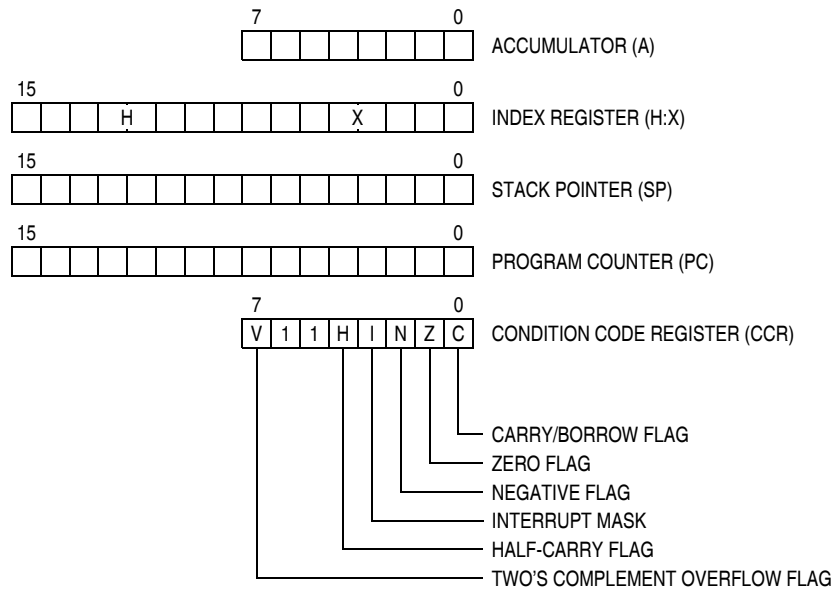 7 0
ACCUMULATOR (A)
15 0
H X INDEX REGISTER (H:X)
15 0
STACK POINTER (SP)
15 0
PROGRAM COUNTER (PC)
7 0
V 1 1 H I N Z C CONDITION CODE REGISTER (CCR)
CARRY/BORROW FLAG
ZERO FLAG
NEGATIVE FLAG
INTERRUPT MASK
HALF-CARRY FLAG
TWO'S COMPLEMENT OVERFLOW FLAG